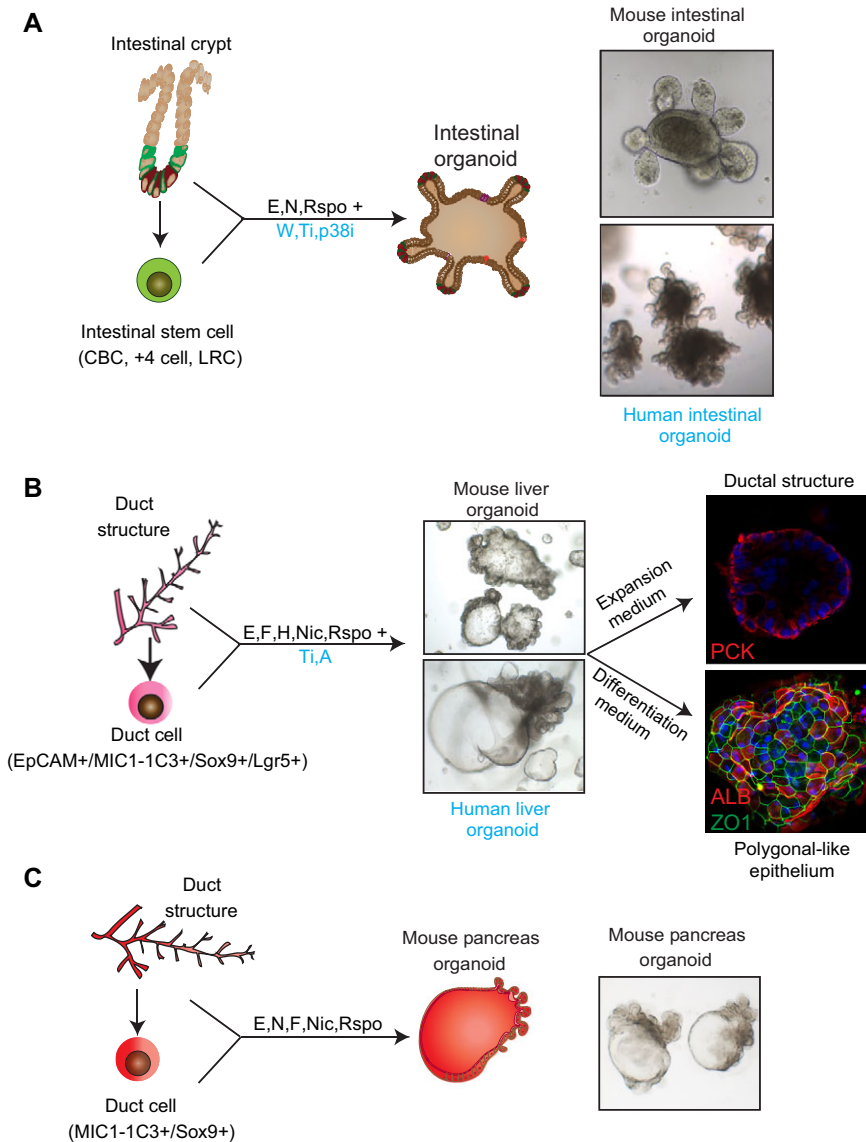 A
Intestinal crypt
Mouse intestinal
organoid
Intestinal
organoid
E,N,Rspo +
W,Ti,p38i
Intestinal stem cell
(CBC, +4 cell, LRC)
Human intestinal
organoid
B
Duct
structure
Mouse liver
organoid
Ductal structure
E,F,H,Nic,Rspo +
Ti,A
Expansion
medium
PCK
Differentiation
medium
Duct cell
(EpCAM+/MIC1-1C3+/Sox9+/Lgr5+)
Human liver
organoid
ALB
ZO1
Polygonal-like
epithelium
C
Duct
structure
Mouse pancreas
organoid
Mouse pancreas
organoid
E,N,F,Nic,Rspo
Duct cell
(MIC1-1C3+/Sox9+)